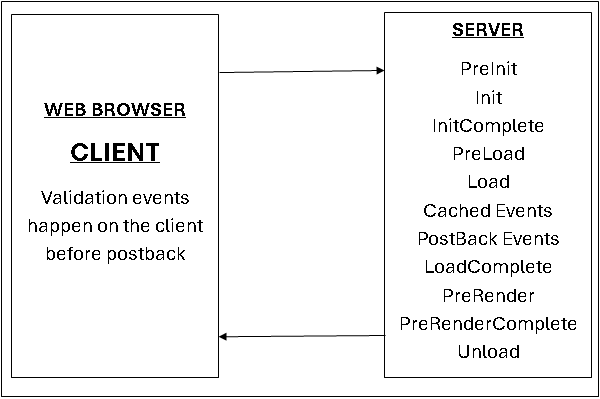 WEB BROWSER
CLIENT
Validation events
happen on the client
before postback
SERVER
PreInit
Init
InitComplete
PreLoad
Load
Cached Events
PostBack Events
LoadComplete
PreRender
PreRenderComplete
Unload